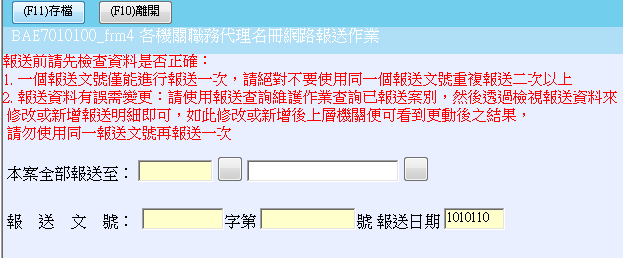 (F11)存檔 (F10)離開
BAE7010100_frm4 各機關職務代理名冊網路報送作業
報送前請先檢查資料是否正確：
1. 一個報送文號僅能進行報送一次，請絕對不要使用同一個報送文號重複報送二次以上
2. 報送資料有誤需變更：請使用報送查詢維護作業查詢已報送案別，然後透過檢視報送資料來
修改或新增報送明細即可，如此修改或新增後上層機關便可看到更動後之結果，
請勿使用同一報送文號再報送一次
本案全部報送至：
報 送 文 號： 字第 號 報送日期 1010110